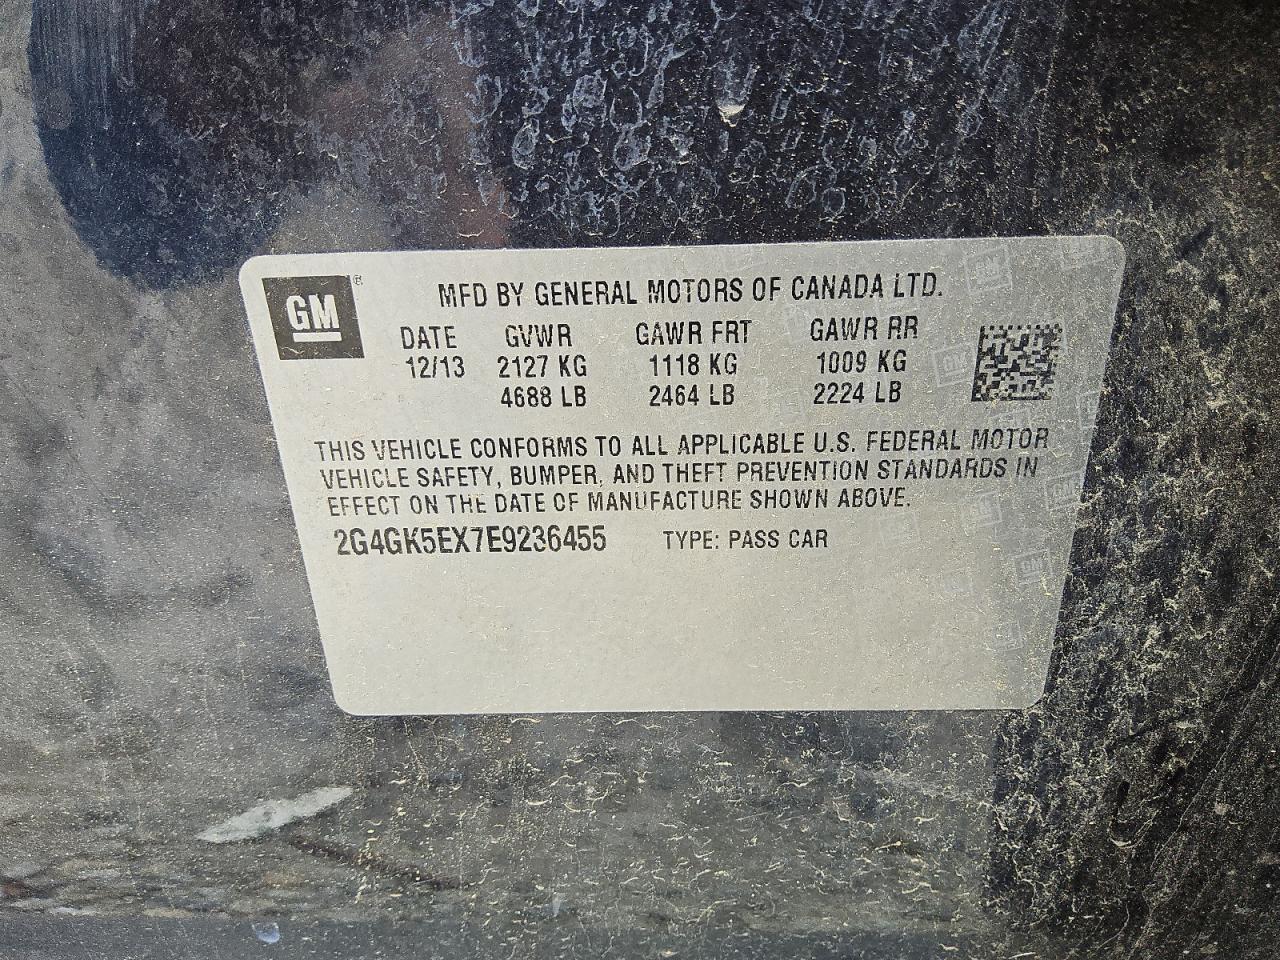 GM ®
MFD BY GENERAL MOTORS OF CANADA LTD.
DATE GVWR GAWR FRT GAWR RR
12/13 2127 KG 1118 KG 1009 KG
4688 LB 2464 LB 2224 LB
THIS VEHICLE CONFORMS TO ALL APPLICABLE U.S. FEDERAL MOTOR
VEHICLE SAFETY, BUMPER, AND THEFT PREVENTION STANDARDS IN
EFFECT ON THE DATE OF MANUFACTURE SHOWN ABOVE.
2G4GK5EX7E9236455 TYPE: PASS CAR